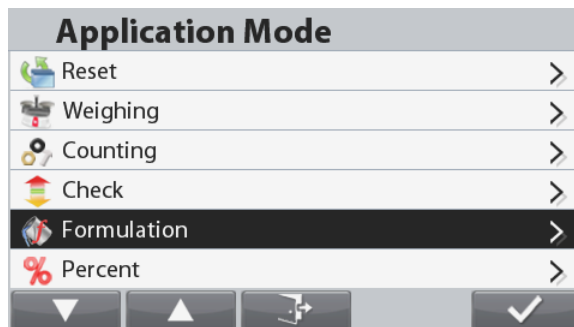 Application Mode
Reset
Weighing
Counting
Check
Formulation
Percent